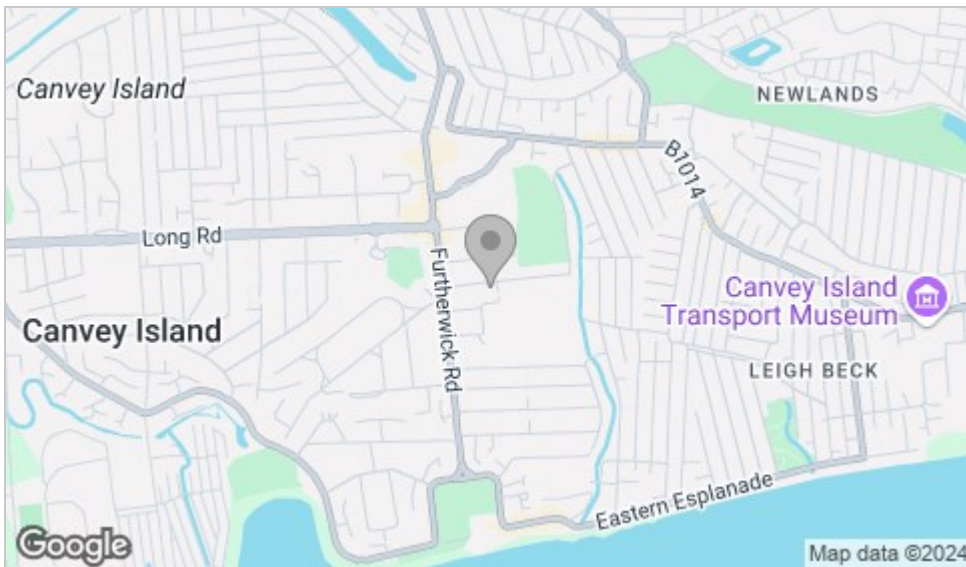 Canvey Island
NEWLANDS
B1014
Long Rd
Furtherwick Rd
Canvey Island
Transport Museum
Canvey Island
LEIGH BECK
Eastern Esplanade
Google
Map data ©2024